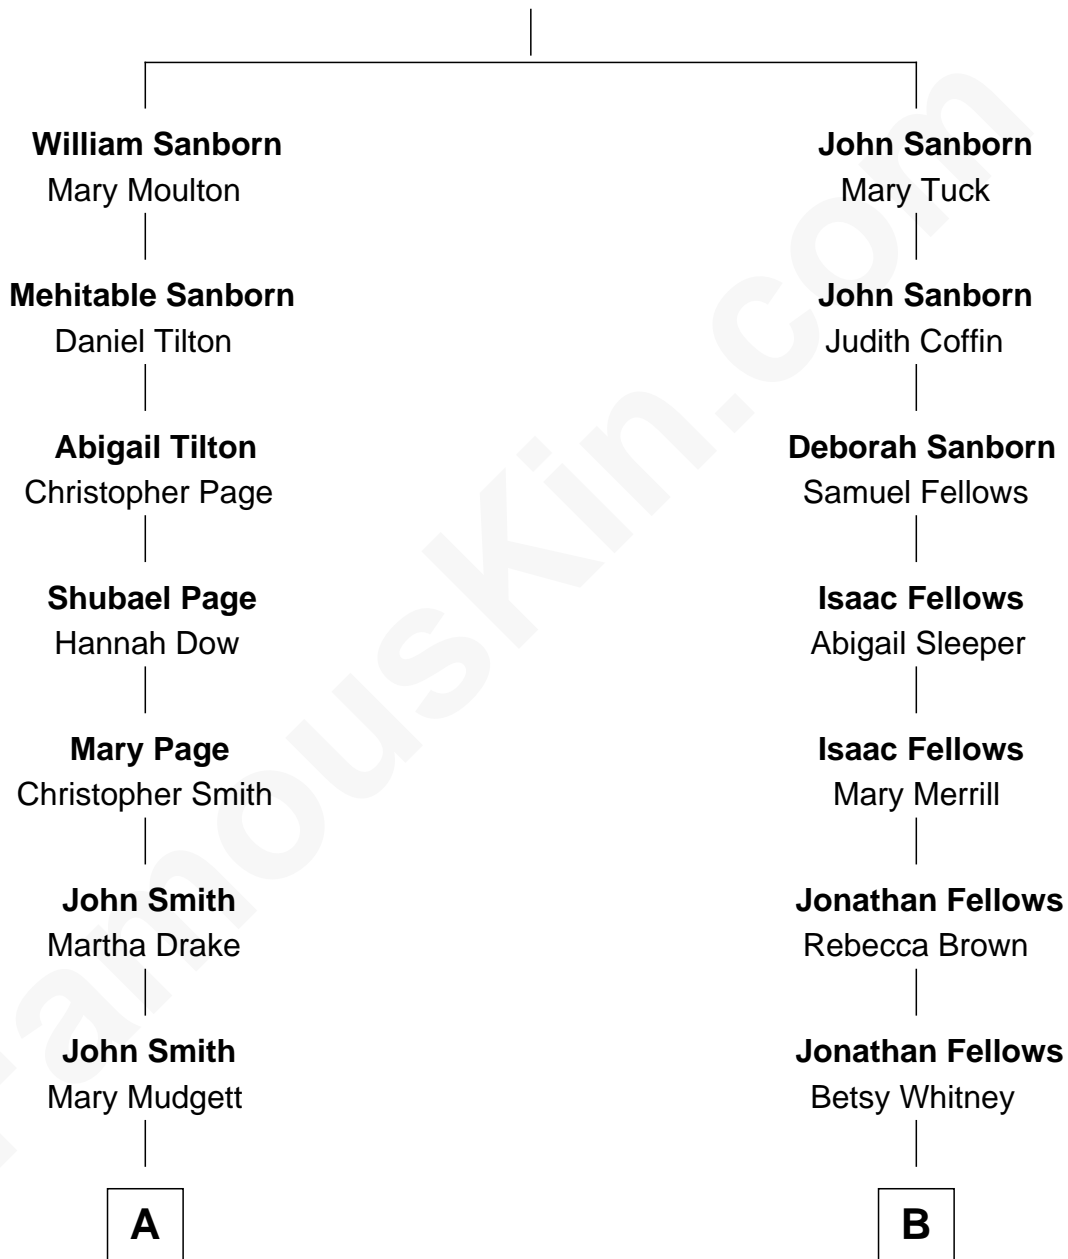 William Sanborn
Mary Moulton
Mehitable Sanborn
Daniel Tilton
Abigail Tilton
Christopher Page
Shubael Page
Hannah Dow
Mary Page
Christopher Smith
John Smith
Martha Drake
John Smith
Mary Mudgett
A
John Sanborn
Mary Tuck
John Sanborn
Judith Coffin
Deborah Sanborn
Samuel Fellows
Isaac Fellows
Abigail Sleeper
Isaac Fellows
Mary Merrill
Jonathan Fellows
Rebecca Brown
Jonathan Fellows
Betsy Whitney
B
FamousKin.com